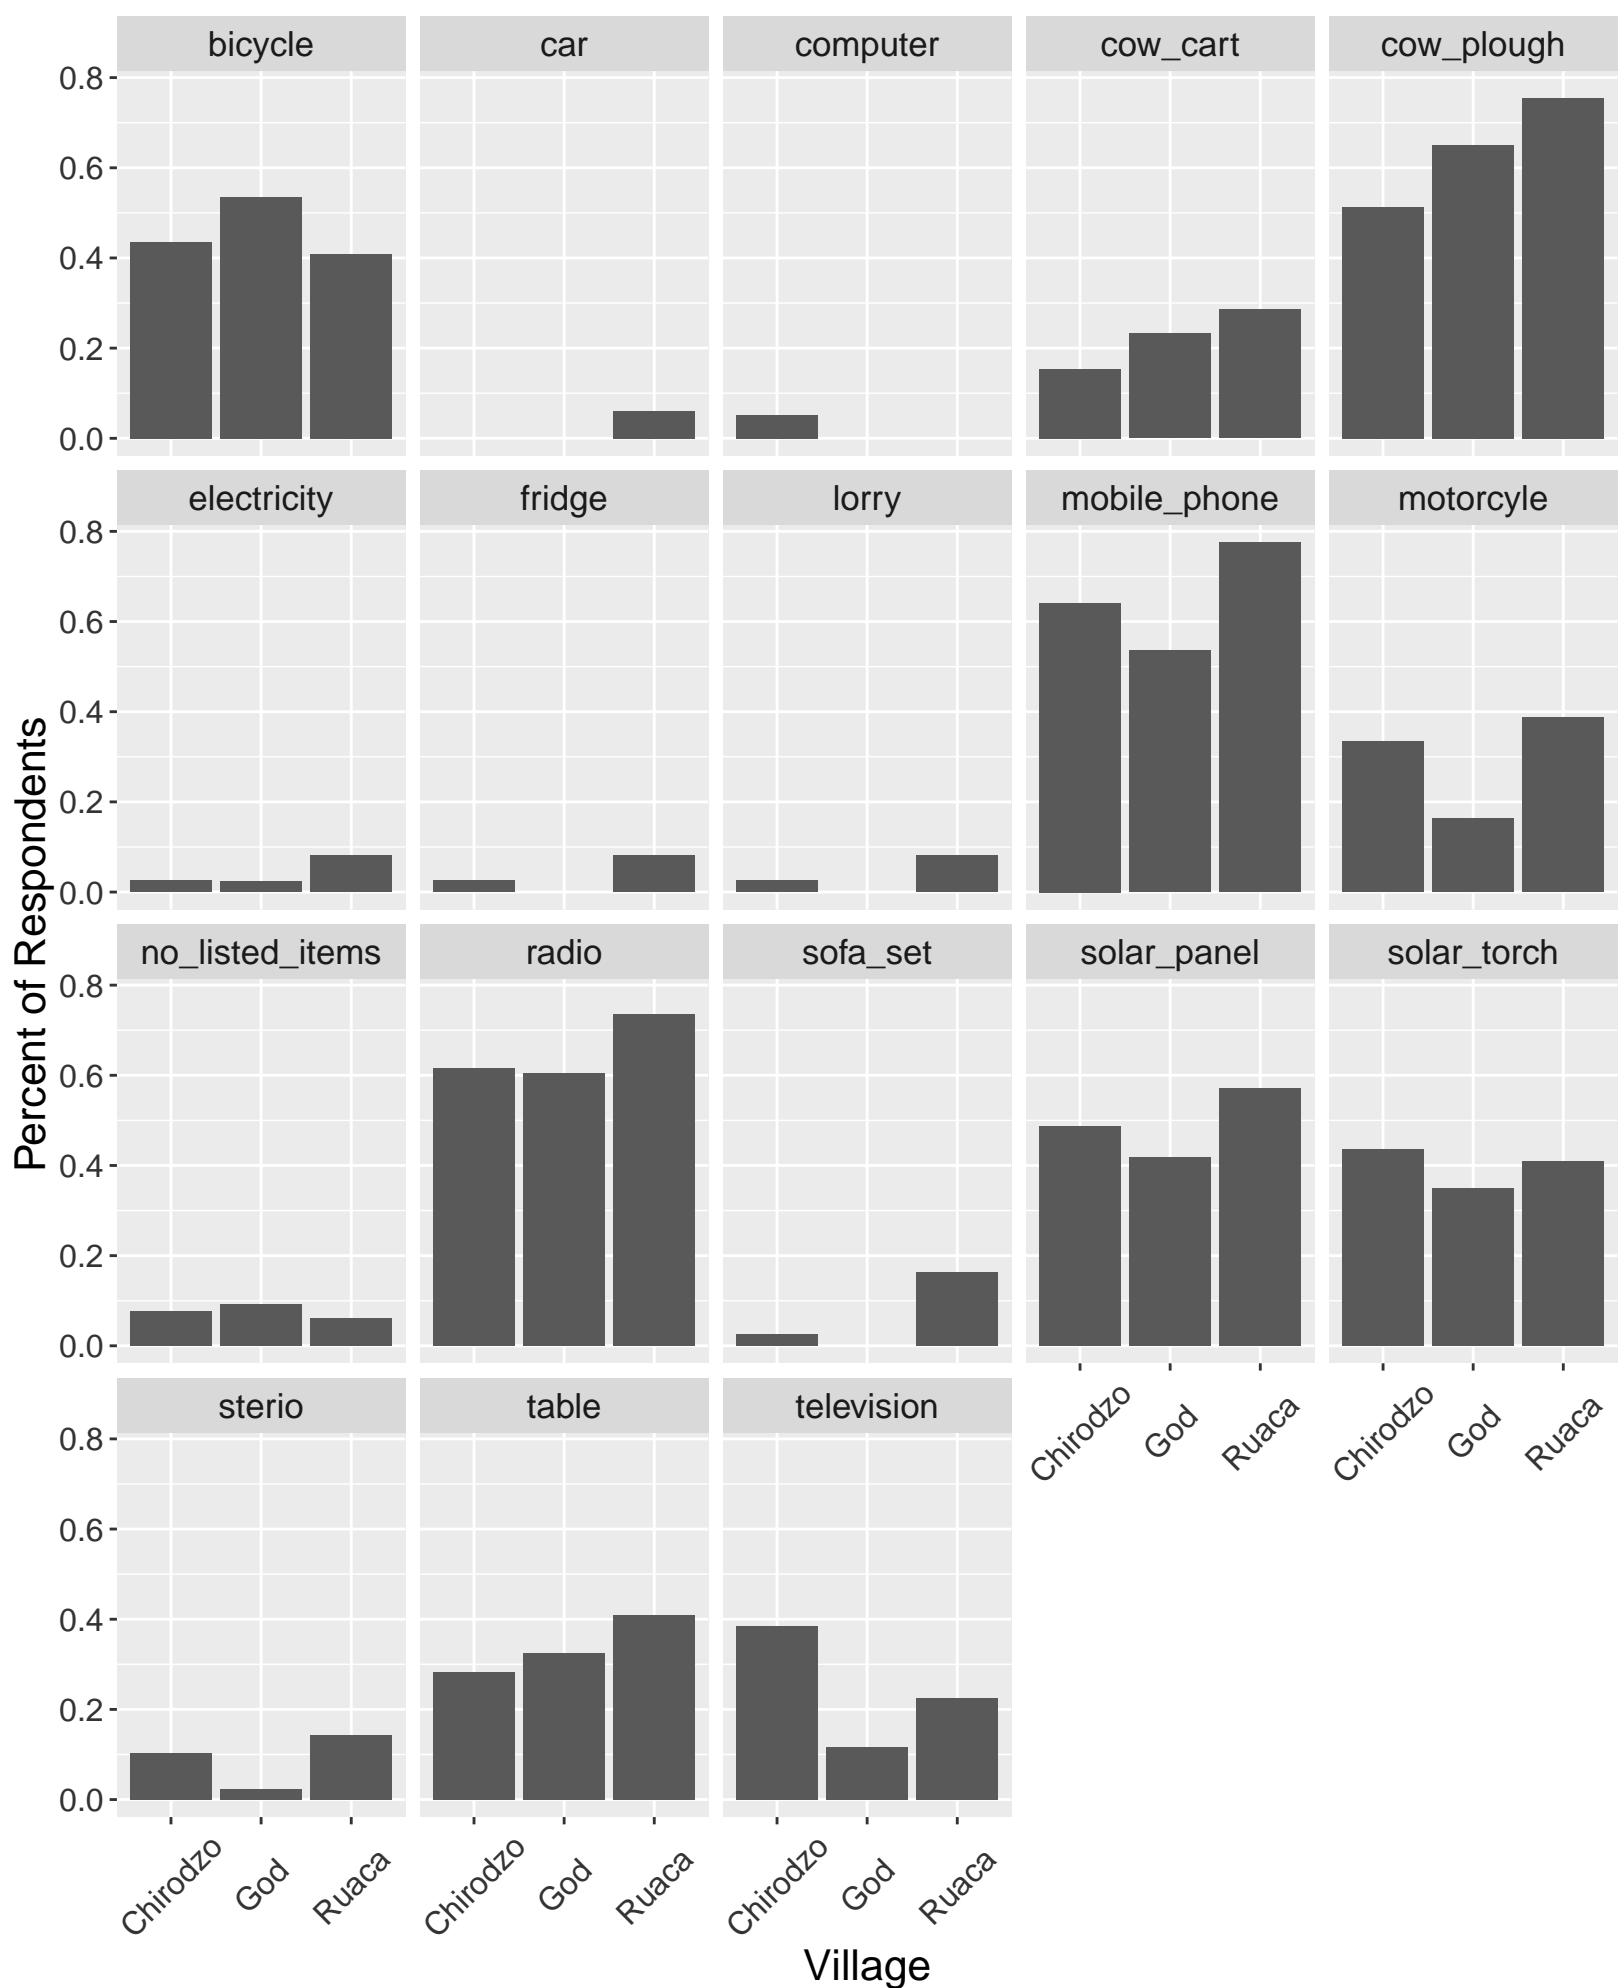 bicycle car computer cow_cart cow_plough
0.8
0.6
0.4
0.2
0.0
electricity fridge lorry mobile_phone motorcyle
0.8
0.6
0.4
0.2
0.0
Percent of Respondents
no_listed_items radio sofa_set solar_panel solar_torch
0.8
0.6
0.4
0.2
0.0
Chirodzo God Ruaca Chirodzo God Ruaca
sterio table television
0.8
0.6
0.4
0.2
0.0
Chirodzo God Ruaca Chirodzo God Ruaca Chirodzo God Ruaca
Village